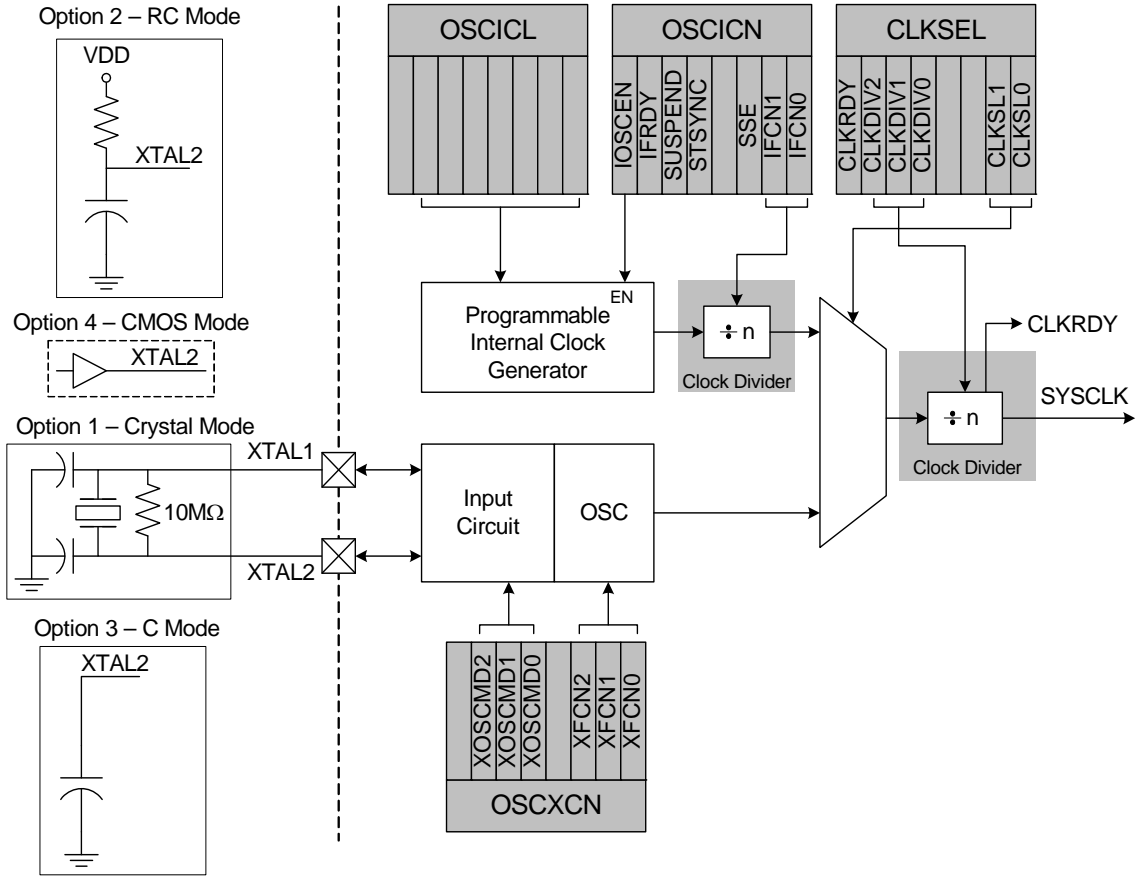 Option 2 – RC Mode
VDD
XTAL2
OSCICL
OSCICN
IOSCEN
IFRDY
SUSPEND
STSYNC
SSE
IFCN1
IFCN0
CLKSEL
CLKRDY
CLKDIV2
CLKDIV1
CLKDIV0
CLKSL1
CLKSL0
Option 4 – CMOS Mode
XTAL2
EN
Programmable
Internal Clock
Generator
÷ n
Clock Divider
CLKRDY
SYSCLK
÷ n
Clock Divider
Option 1 – Crystal Mode
XTAL1
10MΩ
XTAL2
Input
Circuit
OSC
Option 3 – C Mode
XTAL2
XOSCMD2
XOSCMD1
XOSCMD0
XFCN2
XFCN1
XFCN0
OSCXCN